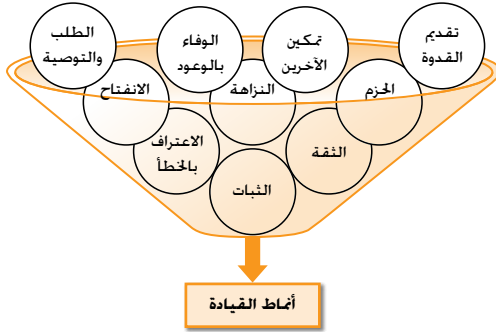 تقديم
القدوة
تمكين
الآخرين
الوفاء
بالوعود
الطلب
والتوصية
الحزم
النزاهة
الانفتاح
الثقة
الاعتراف
بالخطأ
الثبات
أنماط القيادة